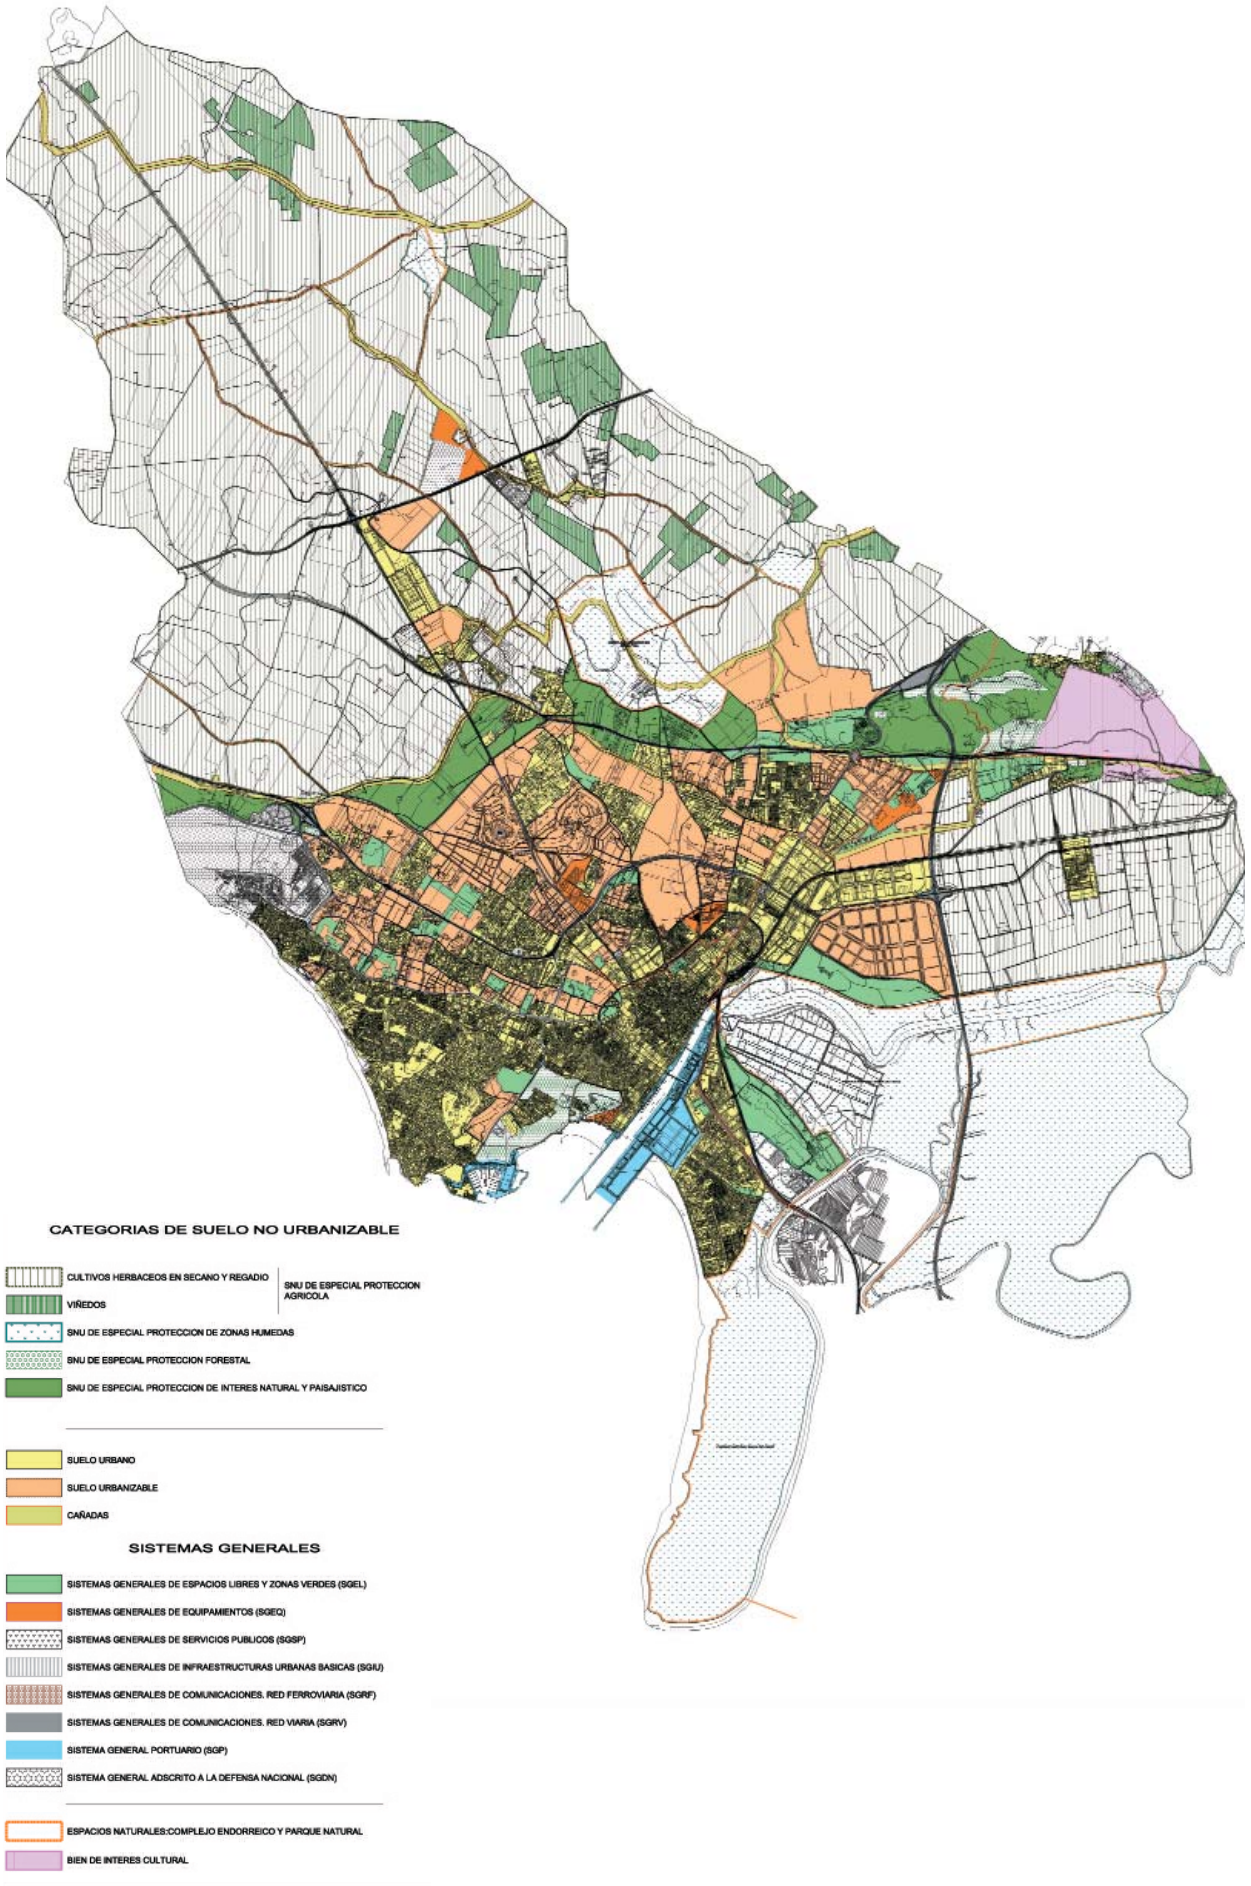 CATEGORIAS DE SUELO NO URBANIZABLE
CULTIVOS HERBACEOS EN SECANO Y REGADIO
SNU DE ESPECIAL PROTECCION
AGRICOLA
VIÑEDOS
SNU DE ESPECIAL PROTECCION DE ZONAS HUMEDAS
SNU DE ESPECIAL PROTECCION FORESTAL
SNU DE ESPECIAL PROTECCION DE INTERES NATURAL Y PAISAJISTICO
SUELO URBANO
SUELO URBANIZABLE
CAÑADAS
SISTEMAS GENERALES
SISTEMAS GENERALES DE ESPACIOS LIBRES Y ZONAS VERDES (SGEL)
SISTEMAS GENERALES DE EQUIPAMIENTOS (SGEQ)
SISTEMAS GENERALES DE SERVICIOS PUBLICOS (SGSP)
SISTEMAS GENERALES DE INFRAESTRUCTURAS URBANAS BASICAS (SGIU)
SISTEMAS GENERALES DE COMUNICACIONES. RED FERROVIARIA (SGRF)
SISTEMAS GENERALES DE COMUNICACIONES. RED VIARIA (SGRV)
SISTEMA GENERAL PORTUARIO (SGP)
SISTEMA GENERAL ADSCRITO A LA DEFENSA NACIONAL (SGDN)
ESPACIOS NATURALES:COMPLEJO ENDORREICO Y PARQUE NATURAL
BIEN DE INTERES CULTURAL